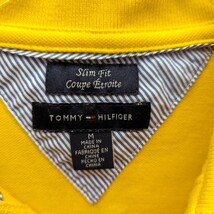 Slim Fit
Coupe Étroite
TOMMY HILFIGER
M
MADE IN
CHINA
FABRIQUÉ EN
CHINE
HECHO EN
CHINA